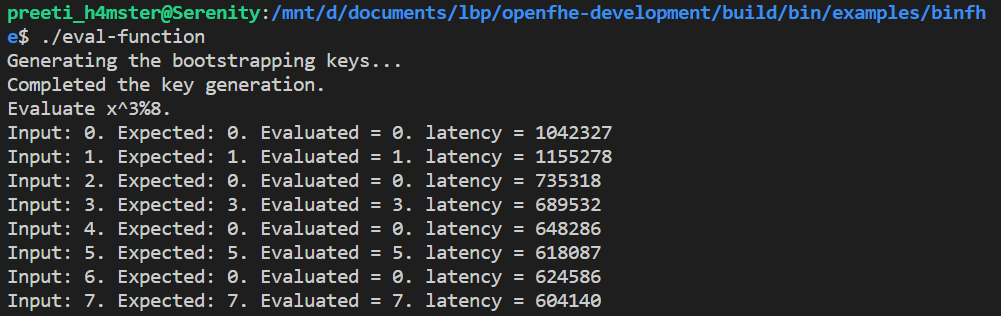 preeti_h4mster@Serenity:/mnt/d/documents/lbp/openfhe-development/build/bin/examples/binfh
e$ ./eval-function
Generating the bootstrapping keys...
Completed the key generation.
Evaluate x^3%8.
Input: 0. Expected: 0. Evaluated = 0. latency = 1042327
Input: 1. Expected: 1. Evaluated = 1. latency = 1155278
Input: 2. Expected: 0. Evaluated = 0. latency = 735318
Input: 3. Expected: 3. Evaluated = 3. latency = 689532
Input: 4. Expected: 0. Evaluated = 0. latency = 648286
Input: 5. Expected: 5. Evaluated = 5. latency = 618087
Input: 6. Expected: 0. Evaluated = 0. latency = 624586
Input: 7. Expected: 7. Evaluated = 7. latency = 604140